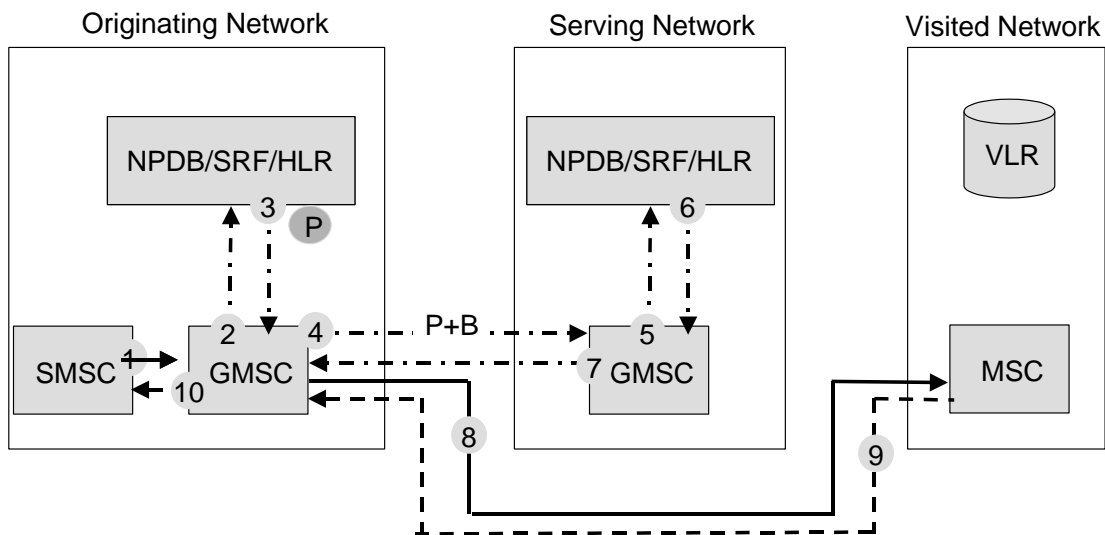 Originating Network
Serving Network
Visited Network
NPDB/SRF/HLR
3
P
NPDB/SRF/HLR
6
VLR
2
4
P+B
5
SMSC
1
10
GMSC
7
GMSC
MSC
8
9